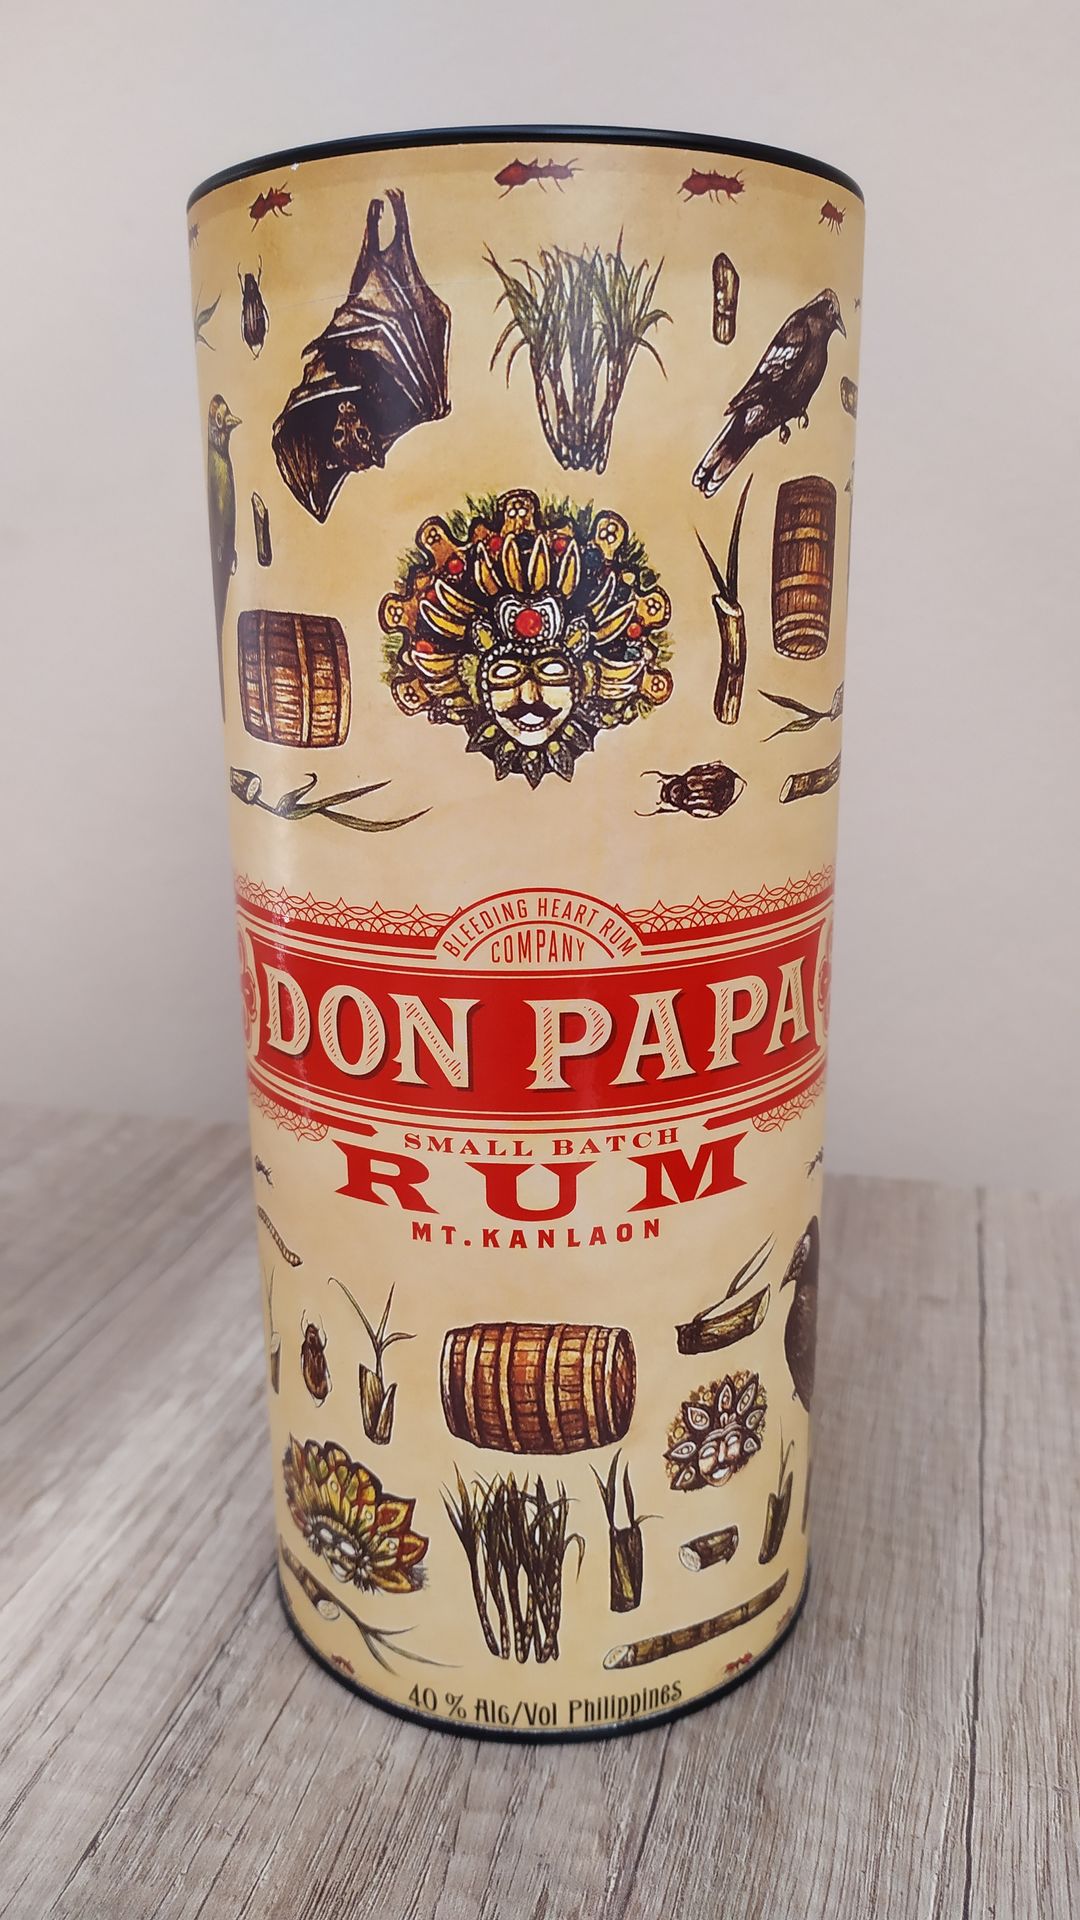 BLEEDING HEART RUM
COMPANY
DON PAPA
SMALL BATCH
RUM
MT.KANLAON
40 % Alc/Vol Philippines